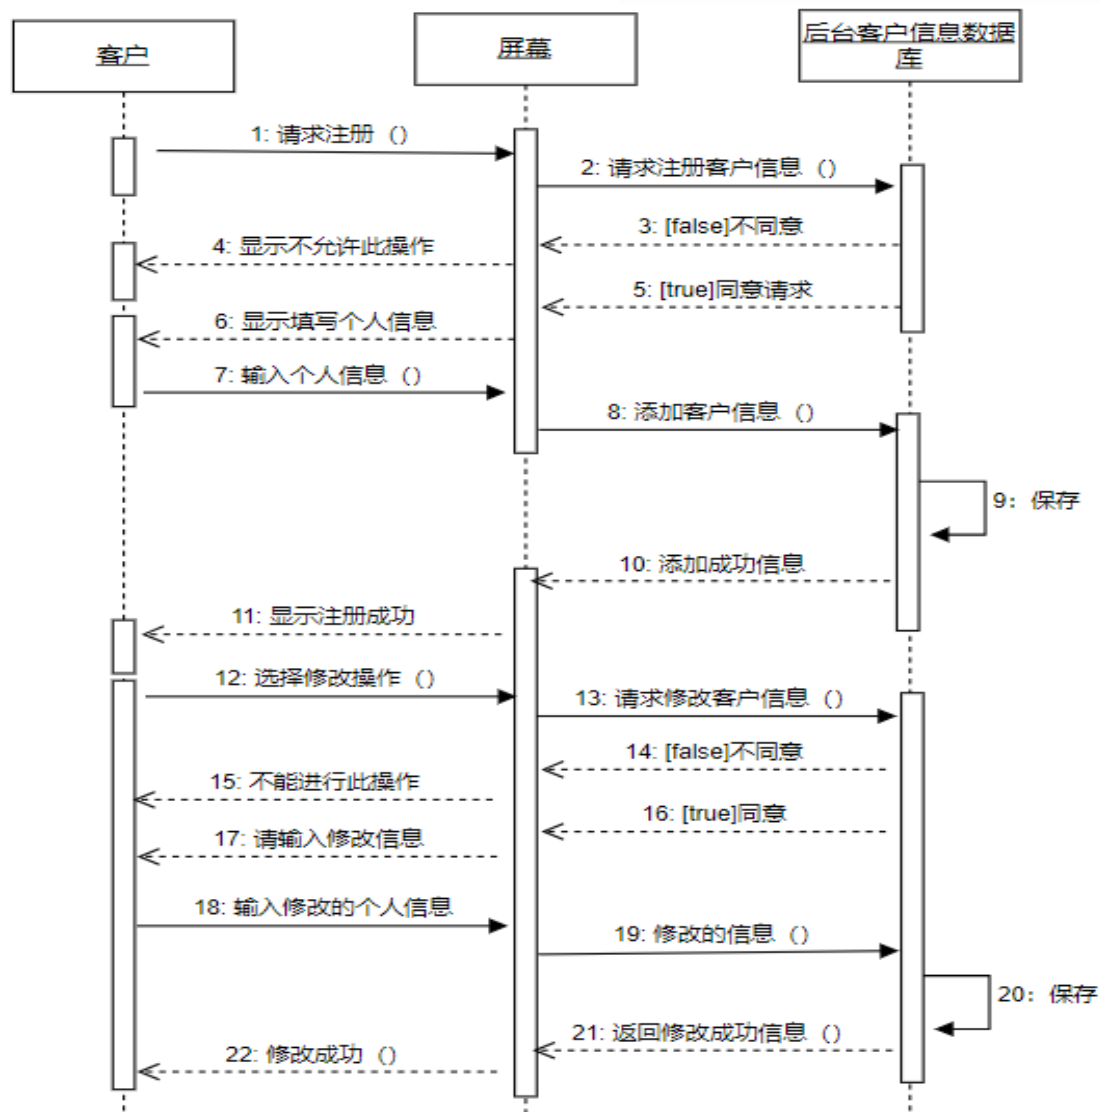 客户
屏幕
后台客户信息数据
库
1: 请求注册（）
2: 请求注册客户信息（）
3: [false]不同意
4: 显示不允许此操作
5: [true]同意请求
6: 显示填写个人信息
7: 输入个人信息（）
8: 添加客户信息（）
9：保存
10: 添加成功信息
11: 显示注册成功
12: 选择修改操作（）
13: 请求修改客户信息（）
14: [false]不同意
15: 不能进行此操作
16: [true]同意
17: 请输入修改信息
18: 输入修改的个人信息
19: 修改的信息（）
20：保存
21: 返回修改成功信息（）
22: 修改成功（）